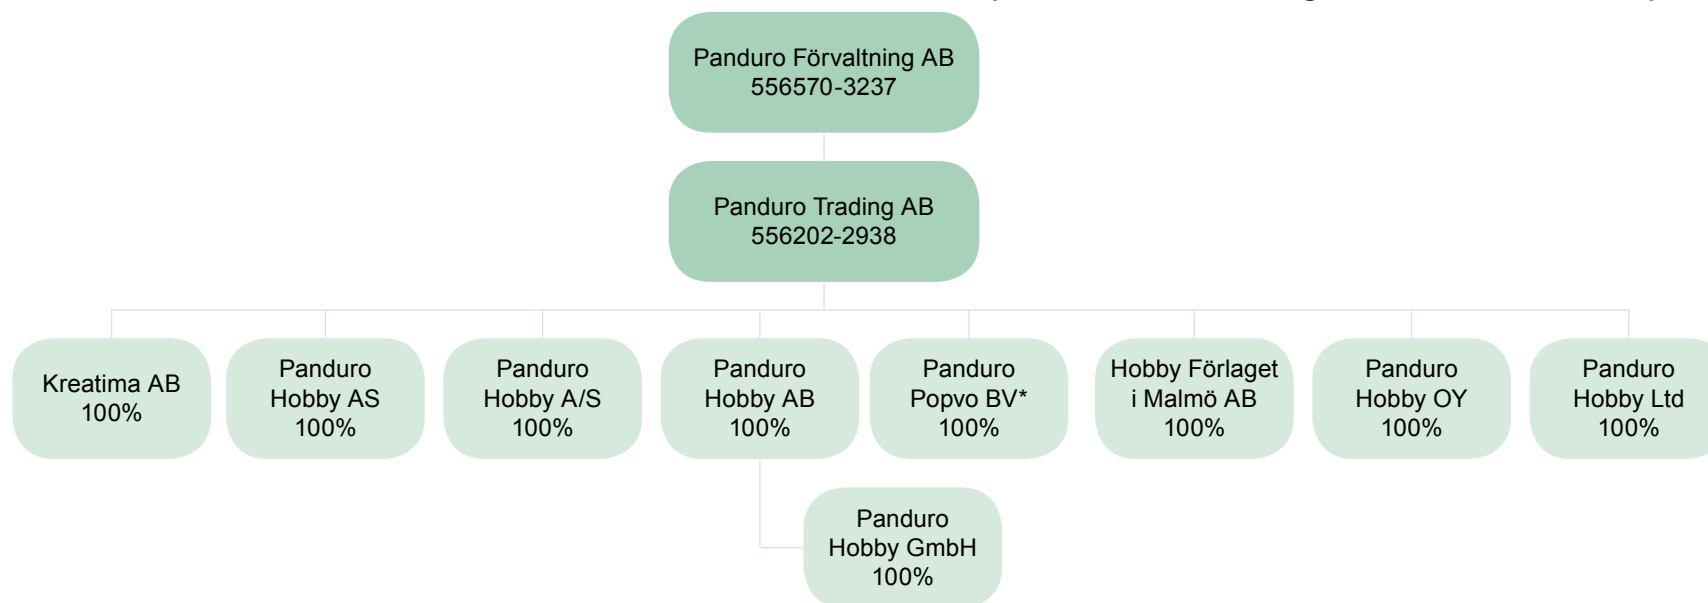 Panduro Förvaltning AB
556570-3237
Panduro Trading AB
556202-2938
Kreatima AB
100%
Panduro
Hobby AS
100%
Panduro
Hobby A/S
100%
Panduro
Hobby AB
100%
Panduro
Popvo BV*
100%
Hobby Förlaget
i Malmö AB
100%
Panduro
Hobby OY
100%
Panduro
Hobby Ltd
100%
Panduro
Hobby GmbH
100%